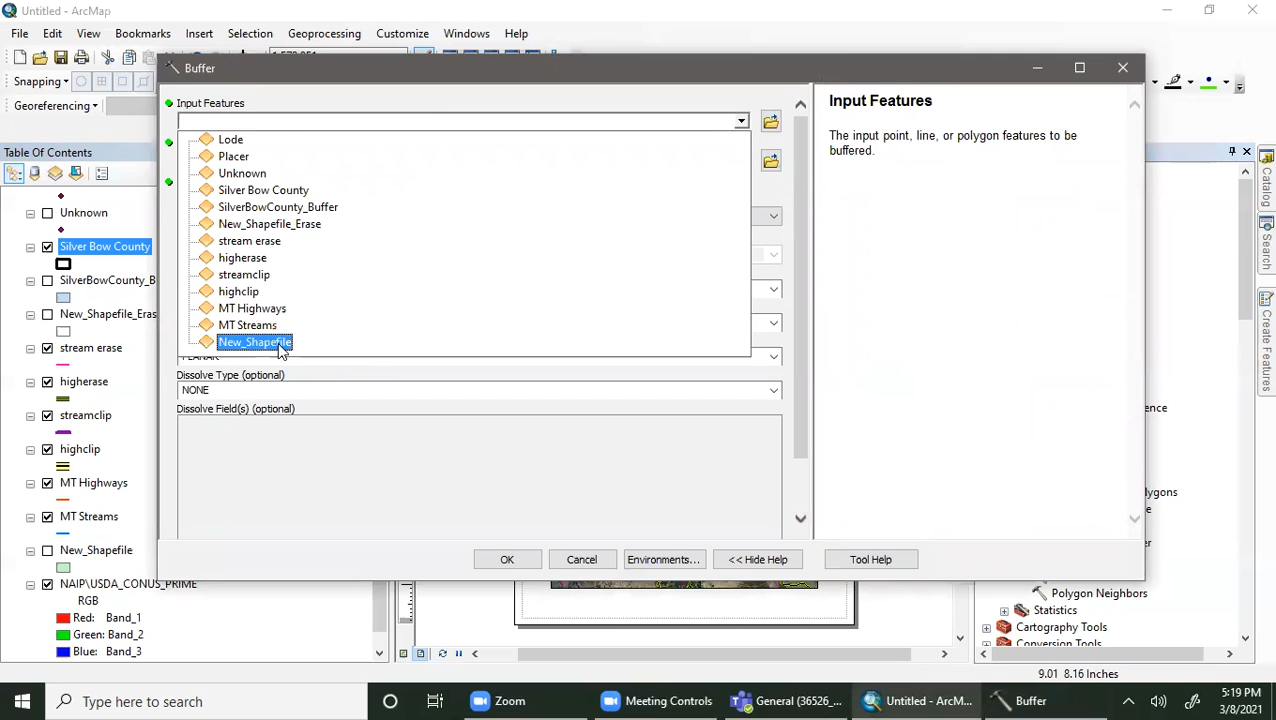 Untitled - ArcMap
File Edit View Bookmarks Insert Selection Geoprocessing Customize Windows Help
Snapping
Georeferencing
Table Of Contents
Unknown
Silver Bow County
SilverBowCounty_B
New_Shapefile_Eras
stream erase
higherase
streamclip
highclip
MT Highways
MT Streams
New_Shapefile
NAIP\USDA_CONUS_PRIME
RGB
Red: Band_1
Green: Band_2
Blue: Band_3
Buffer
Input Features
Lode
Placer
Unknown
Silver Bow County
SilverBowCounty_Buffer
New_Shapefile_Erase
stream erase
higherase
streamclip
highclip
MT Highways
MT Streams
New_Shapefile
PLANAR
Dissolve Type (optional)
NONE
Dissolve Field(s) (optional)
OK Cancel Environments... << Hide Help Tool Help
Input Features
The input point, line, or polygon features to be
buffered.
Catalog
Search
Create Features
ence
ygons
e
r
Polygon Neighbors
Statistics
Cartography Tools
Conversion Tools
9.01 8.16 Inches
Type here to search
Zoom
Meeting Controls
General (36526_...
Untitled - ArcM...
Buffer
5:19 PM
3/8/2021